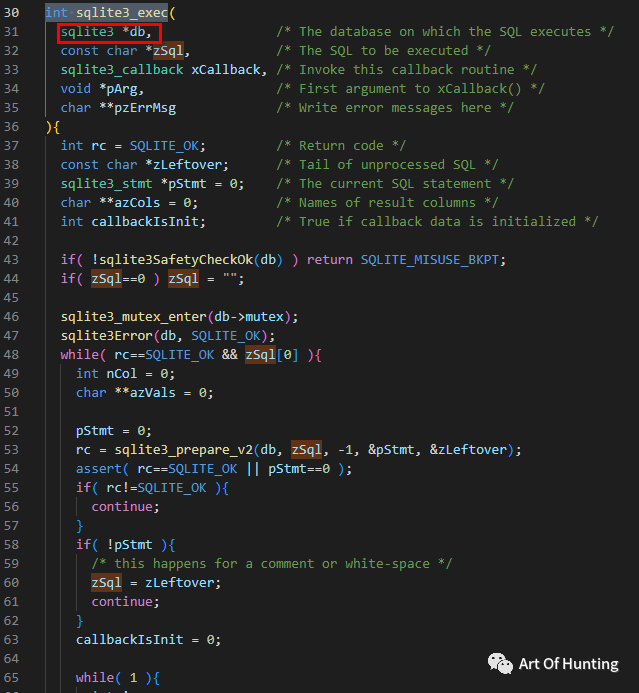 30 int sqlite3_exec(
31 sqlite3 *db, /* The database on which the SQL executes */
32 const char *zSql, /* The SQL to be executed */
33 sqlite3_callback xCallback, /* Invoke this callback routine */
34 void *pArg, /* First argument to xCallback() */
35 char **pzErrMsg /* Write error messages here */
36 ){
37 int rc = SQLITE_OK; /* Return code */
38 const char *zLeftover; /* Tail of unprocessed SQL */
39 sqlite3_stmt *pStmt = 0; /* The current SQL statement */
40 char **azCols = 0; /* Names of result columns */
41 int callbackIsInit; /* True if callback data is initialized */
42
43 if( !sqlite3SafetyCheckOk(db) ) return SQLITE_MISUSE_BKPT;
44 if( zSql==0 ) zSql = "";
45
46 sqlite3_mutex_enter(db->mutex);
47 sqlite3Error(db, SQLITE_OK);
48 while( rc==SQLITE_OK && zSql[0] ){
49 int nCol = 0;
50 char **azVals = 0;
51
52 pStmt = 0;
53 rc = sqlite3_prepare_v2(db, zSql, -1, &pStmt, &zLeftover);
54 assert( rc==SQLITE_OK || pStmt==0 );
55 if( rc!=SQLITE_OK ){
56 continue;
57 }
58 if( !pStmt ){
59 /* this happens for a comment or white-space */
60 zSql = zLeftover;
61 continue;
62 }
63 callbackIsInit = 0;
64
65 while( 1 ){
Art Of Hunting